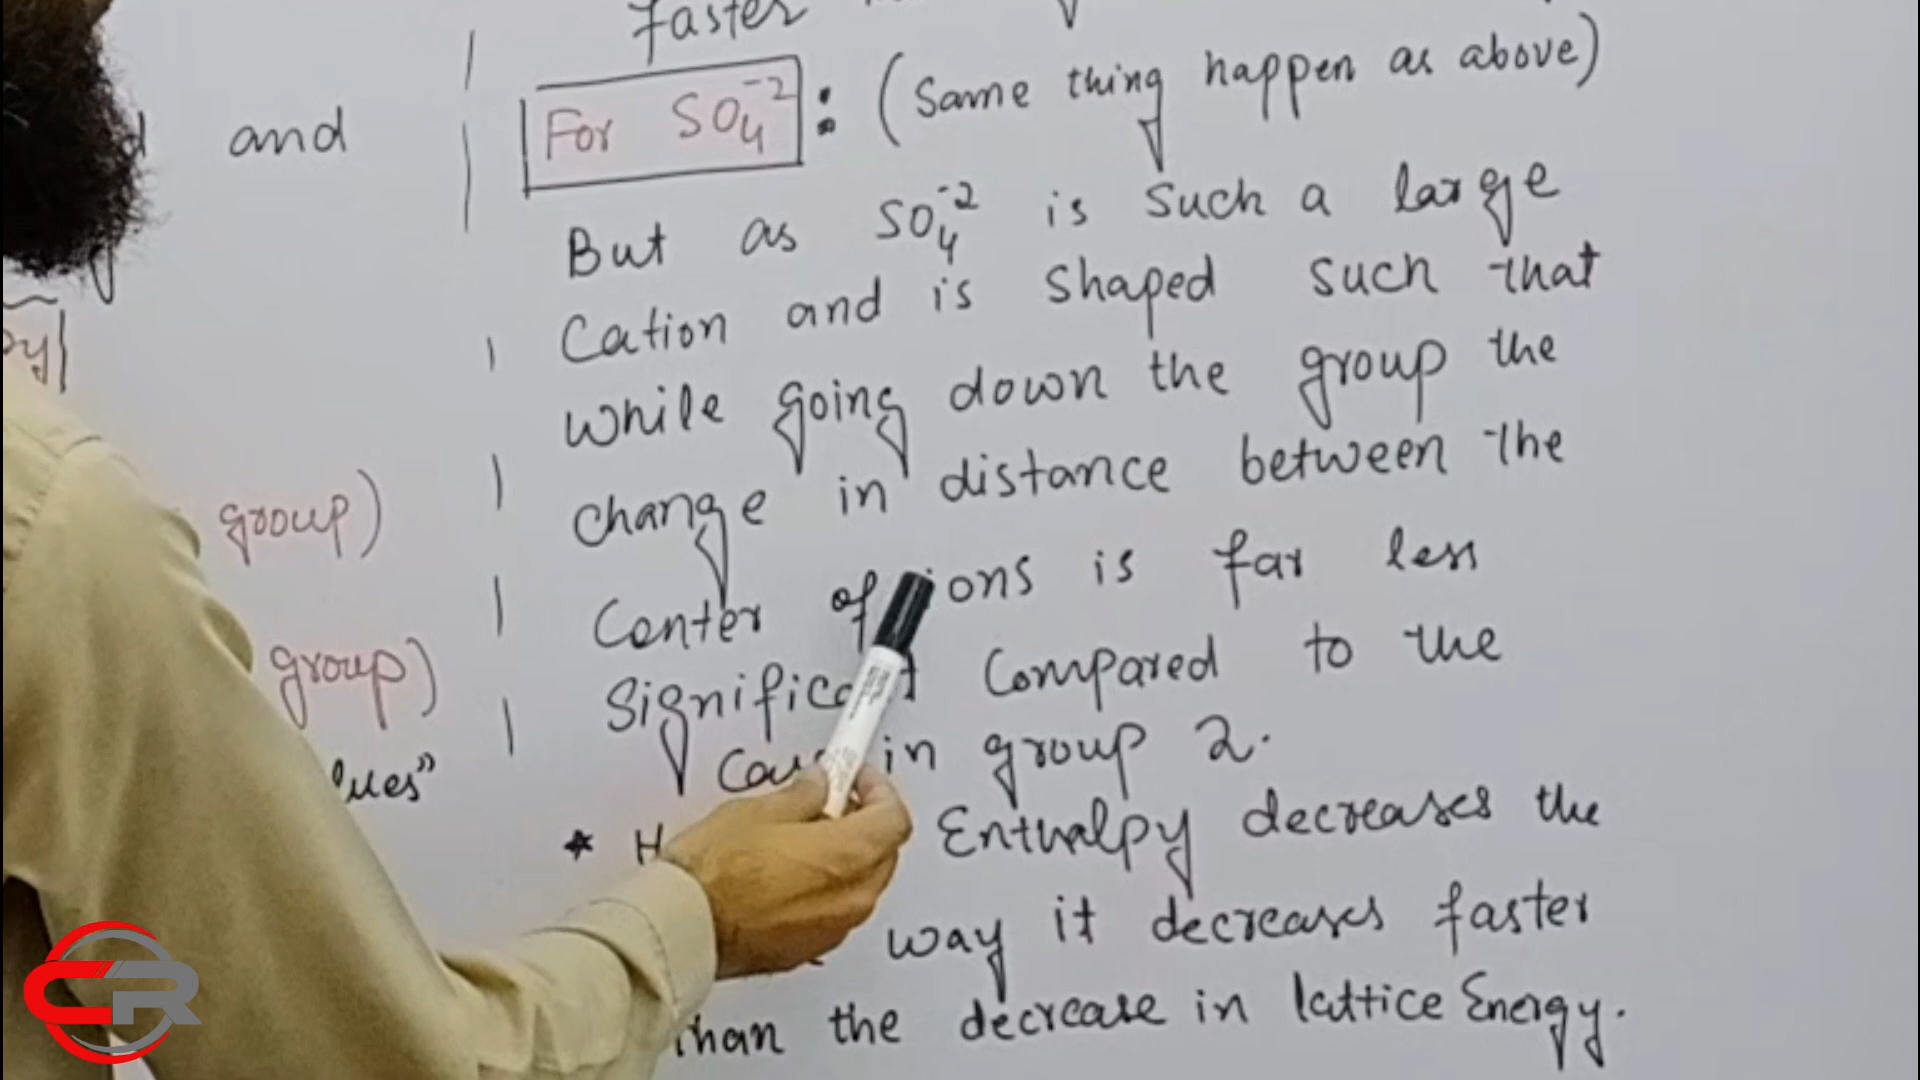 faster
and
For SO₄⁻² : (Same thing happen as above)
But as SO₄⁻² is such a large
Cation and is shaped such that
while going down the group the
change in distance between the
group)
Center of ions is far less
group)
Significant Compared to the
in group 2.
* Enthalpy decreases the
way it decreases faster
than the decrease in lattice Energy.
CR